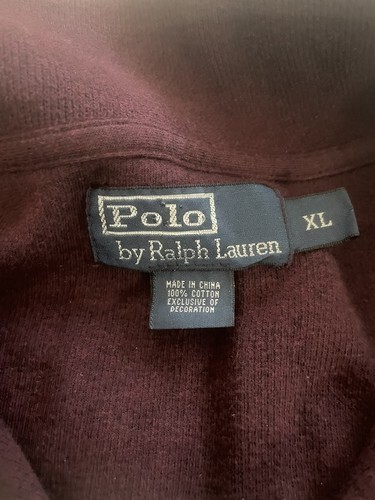 Polo
by Ralph Lauren
XL
MADE IN CHINA
100% COTTON
EXCLUSIVE OF
DECORATION